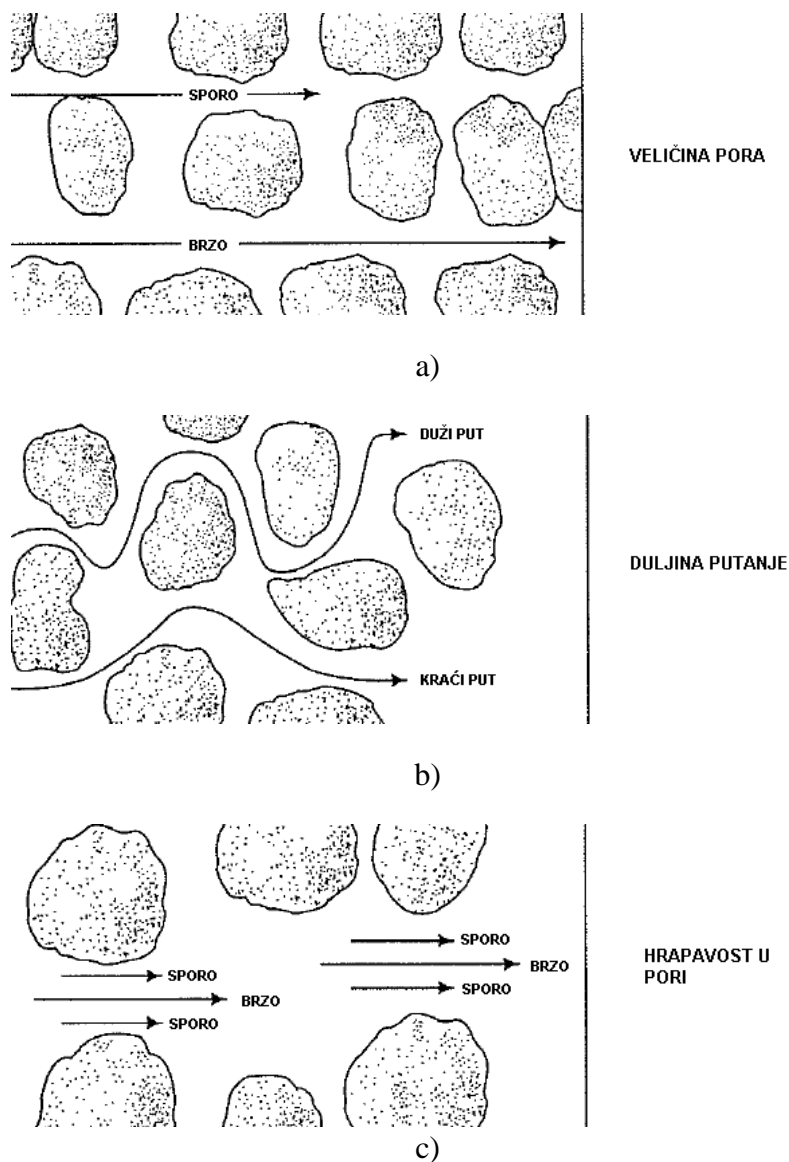 SPORO
VELIČINA PORA
BRZO
a)
DUŽI PUT
DULJINA PUTANJE
KRAĆI PUT
b)
SPORO
HRAPAVOST U
PORI
BRZO
SPORO
SPORO
BRZO
SPORO
c)